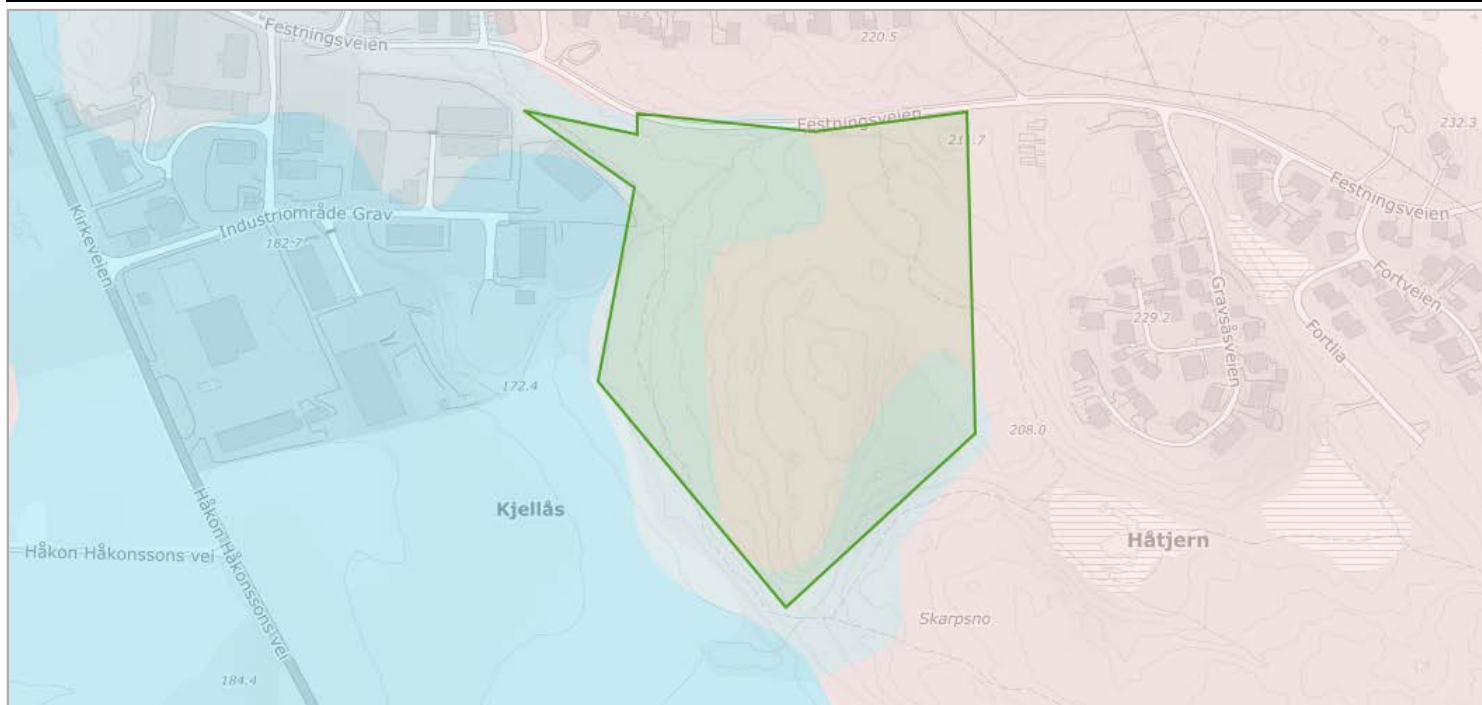 Festningsveien
220.5
Festningsveien
232.3
Festningsveien
Kirkeveien
Industriområde Grav
182.7
Gravsåsveien
229.2
Fortveien
Fortlia
172.4
208.0
Kjellås
Håtjern
Håkon Håkonssons vei
Håkon Håkonssons vei
Skarpsno
184.4